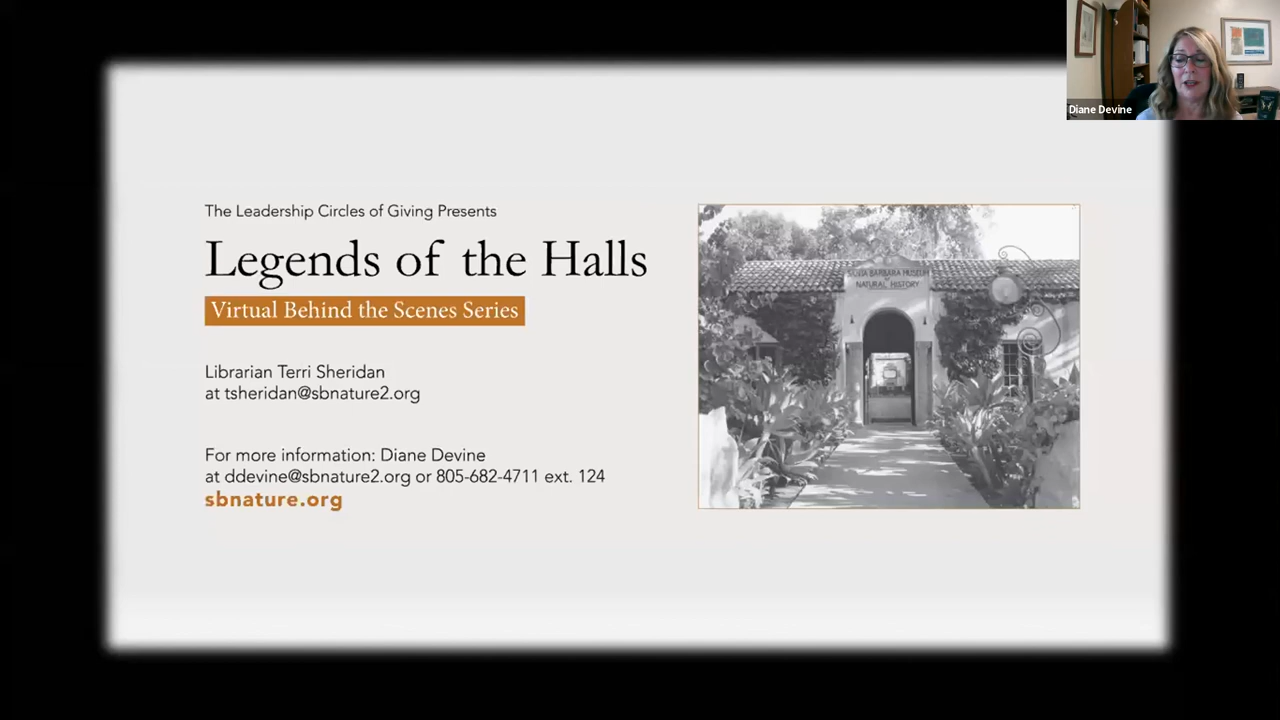 The Leadership Circles of Giving Presents
Legends of the Halls
Virtual Behind the Scenes Series
Librarian Terri Sheridan
at tsheridan@sbnature2.org
For more information: Diane Devine
at ddevine@sbnature2.org or 805-682-4711 ext. 124
sbnature.org
SANTA BARBARA MUSEUM
OF
NATURAL HISTORY
Diane Devine